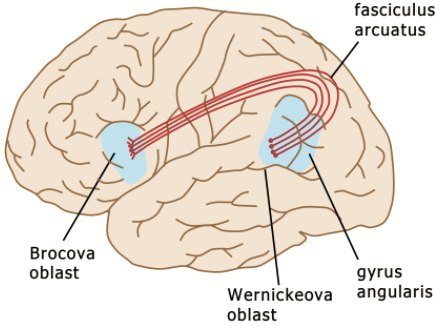 fasciculus
arcuatus
Brocova
oblast
Wernickeova
oblast
gyrus
angularis